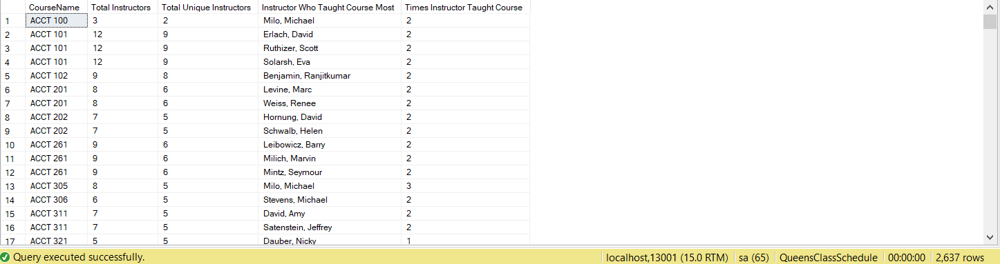 CourseName Total Instructors Total Unique Instructors Instructor Who Taught Course Most Times Instructor Taught Course
1 ACCT 100 3 2 Milo, Michael 2
2 ACCT 101 12 9 Erlach, David 2
3 ACCT 101 12 9 Ruthizer, Scott 2
4 ACCT 101 12 9 Solarsh, Eva 2
5 ACCT 102 9 8 Benjamin, Ranjitkumar 2
6 ACCT 201 8 6 Levine, Marc 2
7 ACCT 201 8 6 Weiss, Renee 2
8 ACCT 202 7 5 Hornung, David 2
9 ACCT 202 7 5 Schwalb, Helen 2
10 ACCT 261 9 6 Leibowicz, Barry 2
11 ACCT 261 9 6 Milich, Marvin 2
12 ACCT 261 9 6 Mintz, Seymour 2
13 ACCT 305 8 5 Milo, Michael 3
14 ACCT 306 6 5 Stevens, Michael 2
15 ACCT 311 7 5 David, Amy 2
16 ACCT 311 7 5 Satenstein, Jeffrey 2
17 ACCT 321 5 5 Dauber, Nicky 1
Query executed successfully. localhost,13001 (15.0 RTM) sa (65) QueensClassSchedule 00:00:00 2,637 rows